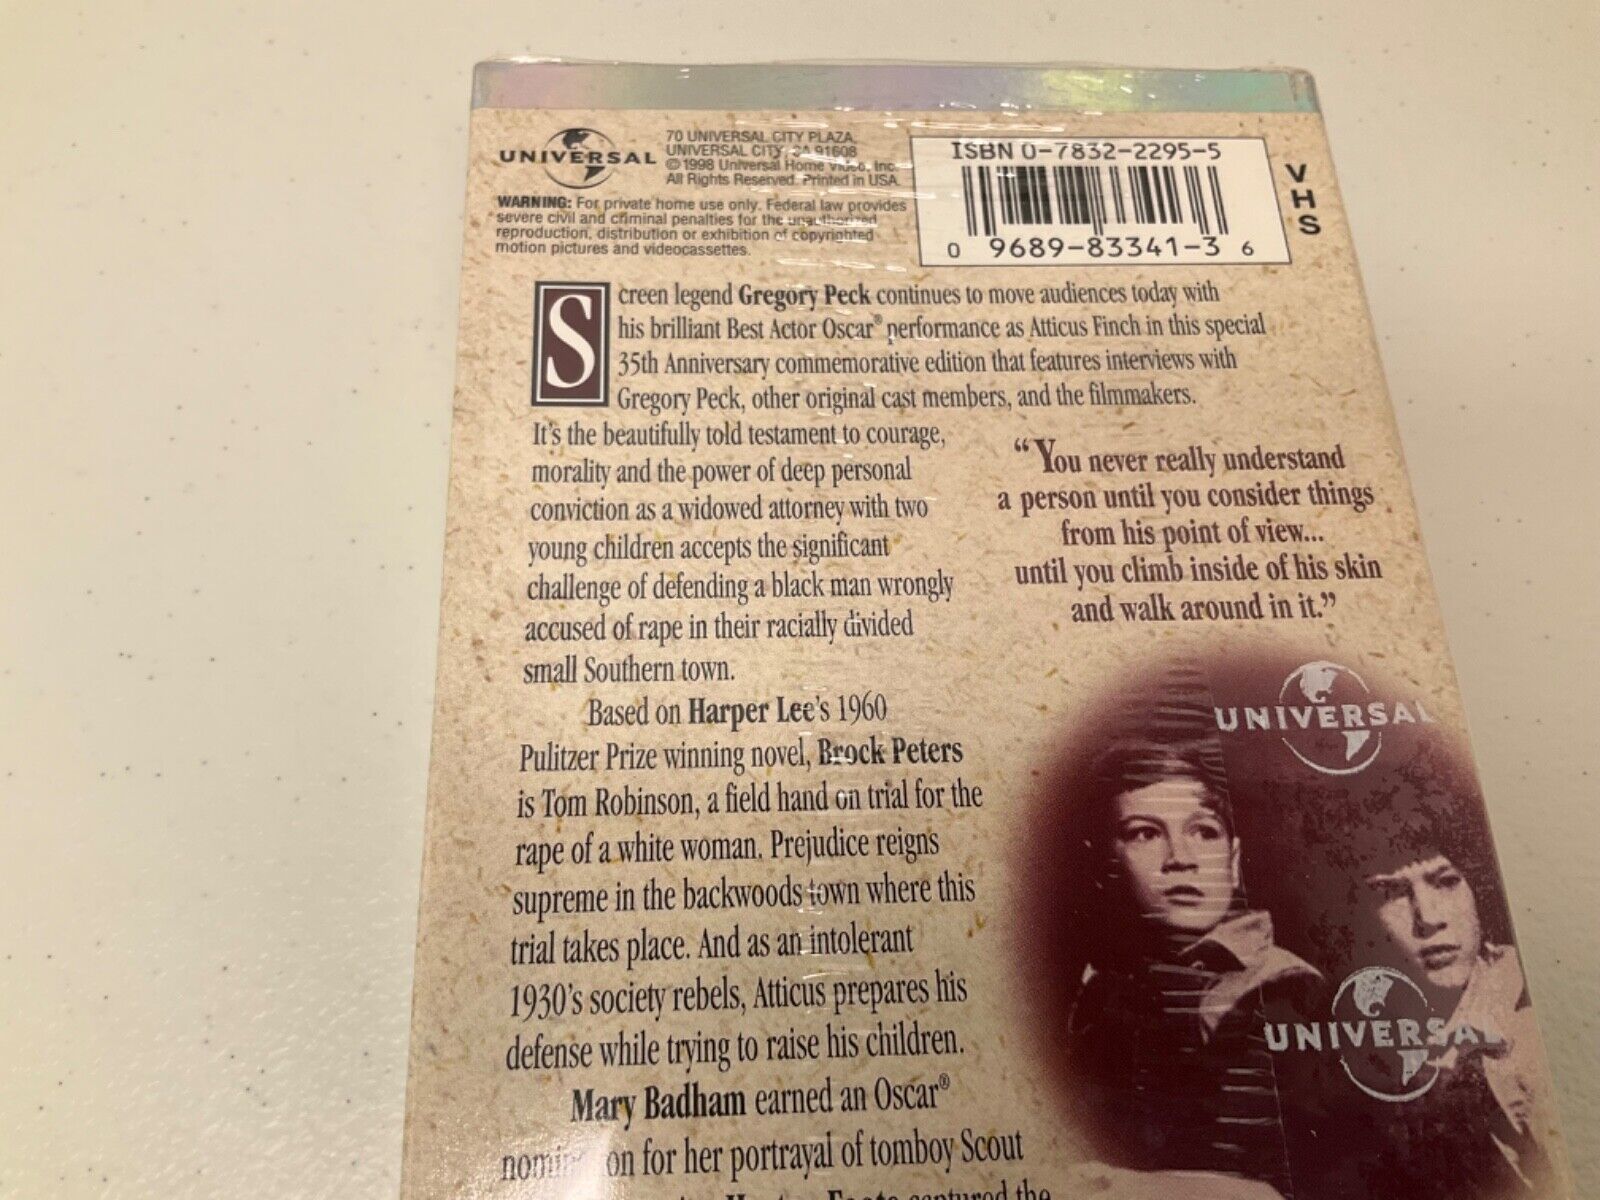 UNIVERSAL
70 UNIVERSAL CITY PLAZA,
UNIVERSAL CITY, CA 91608
©1998 Universal Home Video, Inc.
All Rights Reserved. Printed in USA.
WARNING: For private home use only. Federal law provides
severe civil and criminal penalties for the unauthorized
reproduction, distribution or exhibition of copyrighted
motion pictures and videocassettes.
ISBN 0-7832-2295-5
0 9689-83341-3 6
VHS
Screen legend Gregory Peck continues to move audiences today with
his brilliant Best Actor Oscar® performance as Atticus Finch in this special
35th Anniversary commemorative edition that features interviews with
Gregory Peck, other original cast members, and the filmmakers.
It's the beautifully told testament to courage,
morality and the power of deep personal
conviction as a widowed attorney with two
young children accepts the significant
challenge of defending a black man wrongly
accused of rape in their racially divided
small Southern town.
Based on Harper Lee's 1960
Pulitzer Prize winning novel, Brock Peters
is Tom Robinson, a field hand on trial for the
rape of a white woman. Prejudice reigns
supreme in the backwoods town where this
trial takes place. And as an intolerant
1930's society rebels, Atticus prepares his
defense while trying to raise his children.
Mary Badham earned an Oscar®
nomination for her portrayal of tomboy Scout
Horton Foote captured the
“You never really understand
a person until you consider things
from his point of view...
until you climb inside of his skin
and walk around in it.”
UNIVERSAL
UNIVERSAL